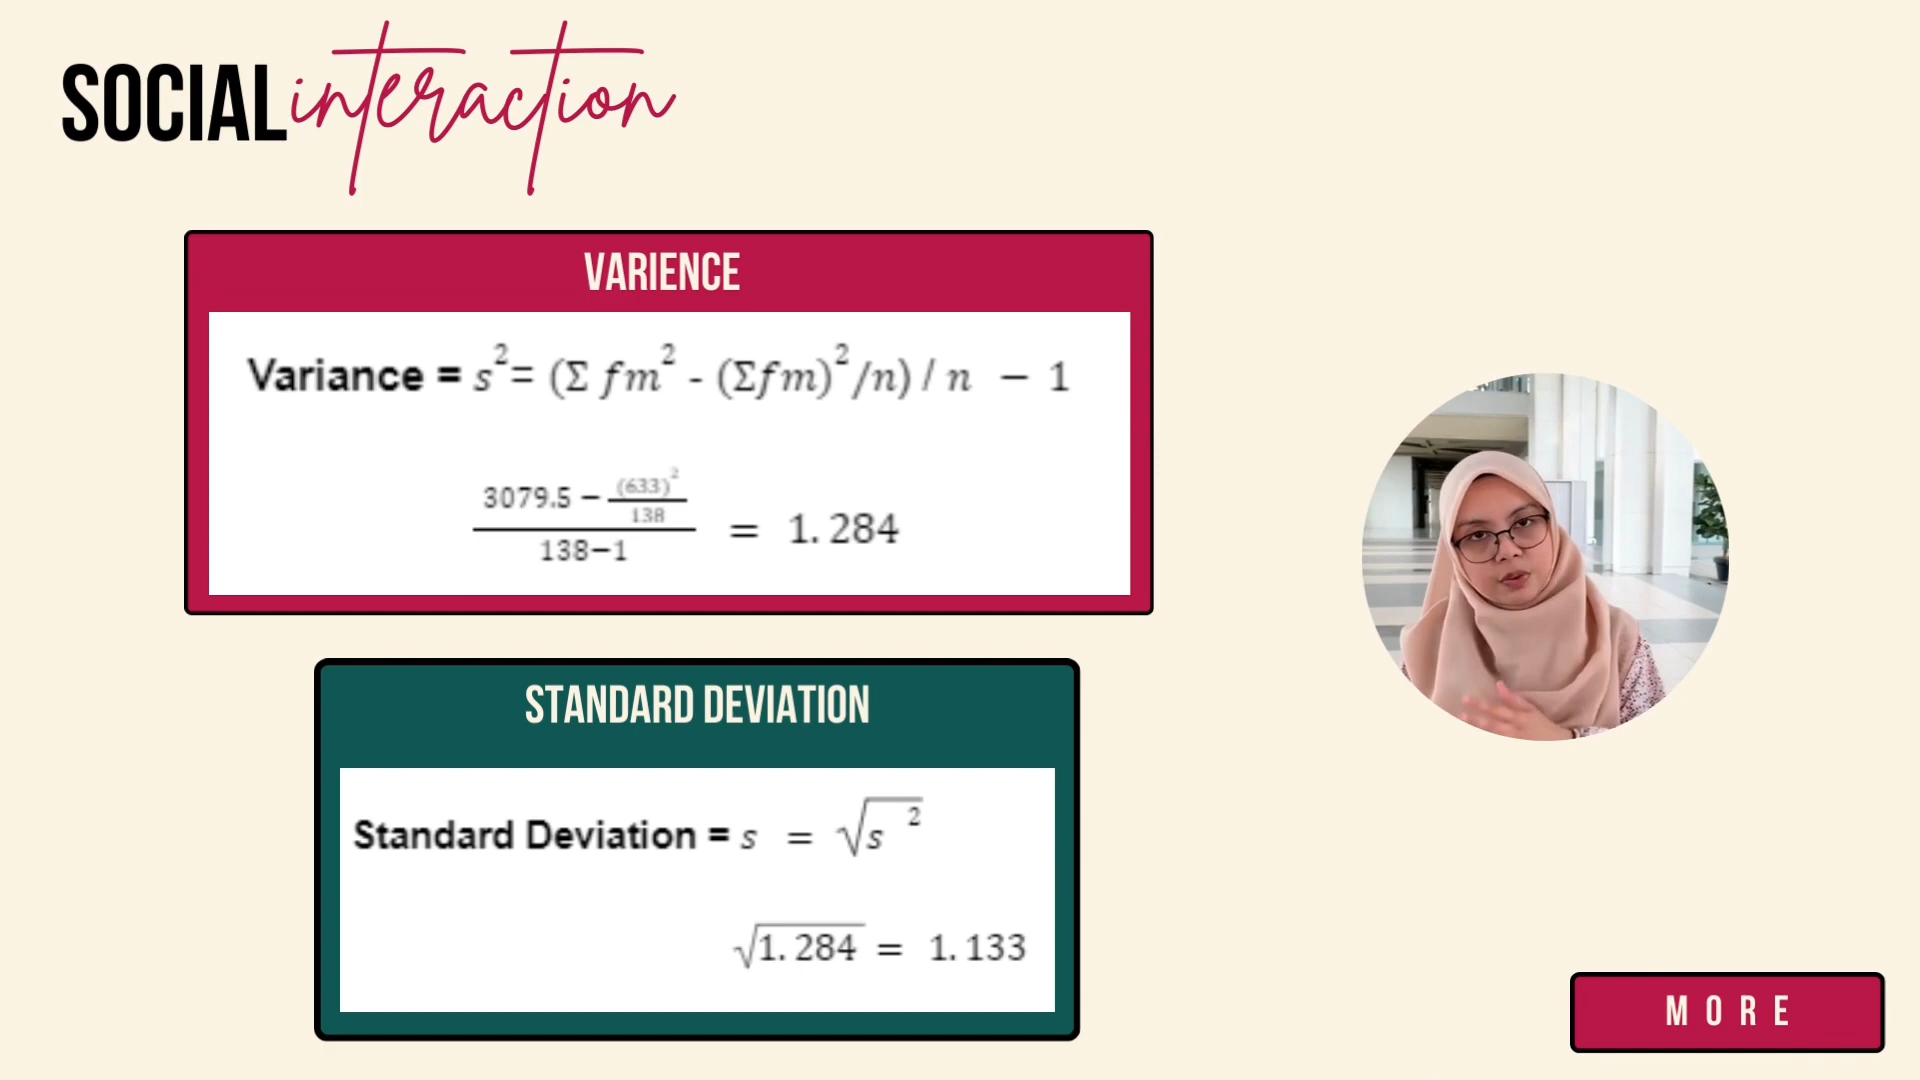 SOCIAL interaction
VARIENCE
Variance = s²= (Σ fm² - (Σfm)²/n) / n − 1
3079.5 − (633)²/138
138−1
= 1.284
STANDARD DEVIATION
Standard Deviation = s = √s²
√1.284 = 1.133
MORE